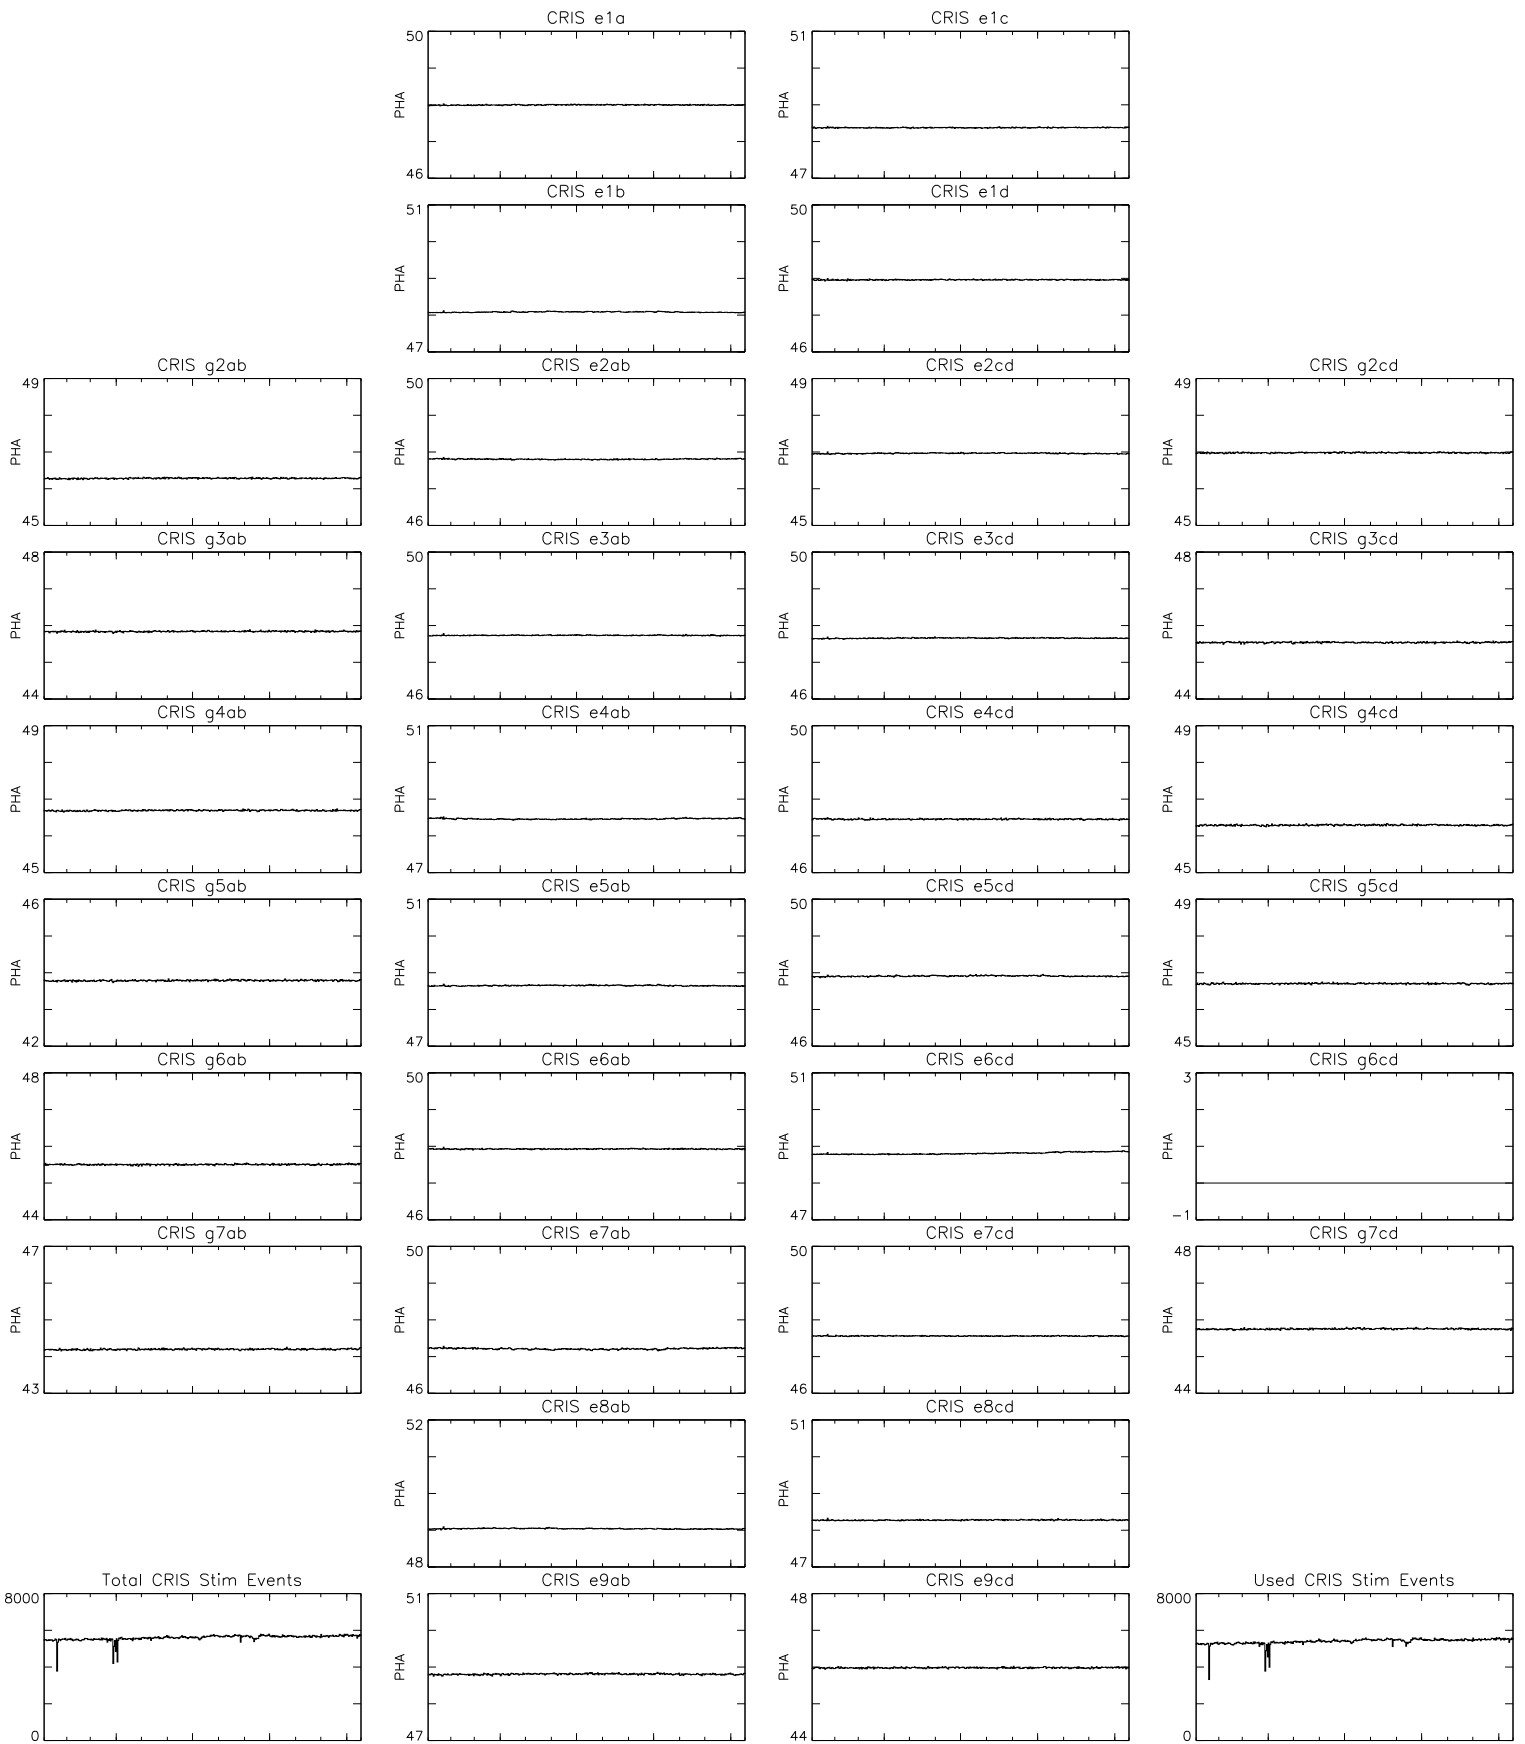 CRIS e1a
50
PHA
46
CRIS e1c
51
PHA
47
CRIS e1b
51
PHA
47
CRIS e1d
50
PHA
46
CRIS g2ab
49
PHA
45
CRIS e2ab
50
PHA
46
CRIS e2cd
49
PHA
45
CRIS g2cd
49
PHA
45
CRIS g3ab
48
PHA
44
CRIS e3ab
50
PHA
46
CRIS e3cd
50
PHA
46
CRIS g3cd
48
PHA
44
CRIS g4ab
49
PHA
45
CRIS e4ab
51
PHA
47
CRIS e4cd
50
PHA
46
CRIS g4cd
49
PHA
45
CRIS g5ab
46
PHA
42
CRIS e5ab
51
PHA
47
CRIS e5cd
50
PHA
46
CRIS g5cd
49
PHA
45
CRIS g6ab
48
PHA
44
CRIS e6ab
50
PHA
46
CRIS e6cd
51
PHA
47
CRIS g6cd
3
PHA
−1
CRIS g7ab
47
PHA
43
CRIS e7ab
50
PHA
46
CRIS e7cd
50
PHA
46
CRIS g7cd
48
PHA
44
CRIS e8ab
52
PHA
48
CRIS e8cd
51
PHA
47
Total CRIS Stim Events
8000
0
CRIS e9ab
51
PHA
47
CRIS e9cd
48
PHA
44
Used CRIS Stim Events
8000
0